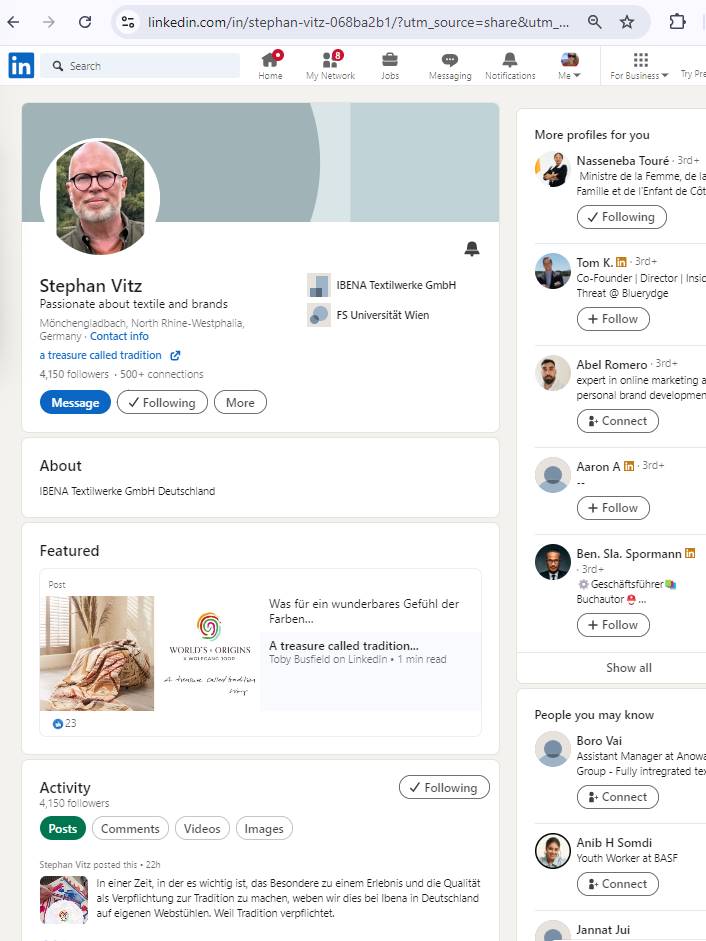 linkedin.com/in/stephan-vitz-068ba2b1/?utm_source=share&utm_...
in
Search
Home
8
My Network
Jobs
Messaging
Notifications
Me
For Business
Try Pre
Stephan Vitz
Passionate about textile and brands
Mönchengladbach, North Rhine-Westphalia,
Germany · Contact info
a treasure called tradition
4,150 followers · 500+ connections
Message
Following
More
IBENA Textilwerke GmbH
FS Universität Wien
About
IBENA Textilwerke GmbH Deutschland
Featured
Post
WORLD'S & ORIGINS
A treasure called tradition
Was für ein wunderbares Gefühl der
Farben...
A treasure called tradition...
Toby Busfield on LinkedIn • 1 min read
23
Activity
4,150 followers
Following
Posts
Comments
Videos
Images
Stephan Vitz posted this • 22h
In einer Zeit, in der es wichtig ist, das Besondere zu einem Erlebnis und die Qualität
als Verpflichtung zur Tradition zu machen, weben wir dies bei Ibena in Deutschland
auf eigenen Webstühlen. Weil Tradition verpflichtet.
More profiles for you
Nasseneba Touré · 3rd+
Ministre de la Femme, de la
Famille et de l'Enfant de Côt
Following
Tom K. in · 3rd+
Co-Founder | Director | Insid
Threat @ Bluerydge
+ Follow
Abel Romero · 3rd+
expert in online marketing a
personal brand developmen
Connect
Aaron A in · 3rd+
--
+ Follow
Ben. Sla. Spormann in
· 3rd+
Geschäftsführer
Buchautor ...
+ Follow
Show all
People you may know
Boro Vai
Assistant Manager at Anowa
Group - Fully intregrated tex
Connect
Anib H Somdi
Youth Worker at BASF
Connect
Jannat Jui